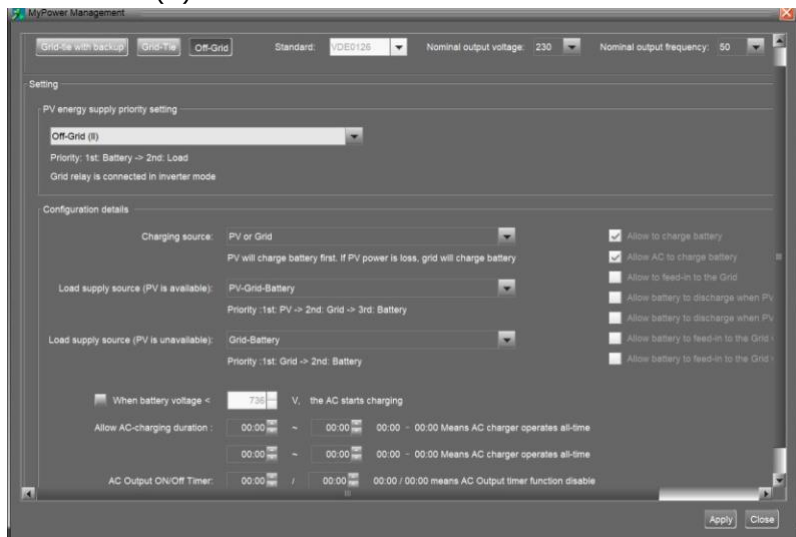 MyPower Management
Grid-tie with backup Grid-Tie Off-Grid Standard: VDE0126 Nominal output voltage: 230 Nominal output frequency: 50
Setting
PV energy supply priority setting
Off-Grid (II)
Priority: 1st: Battery -> 2nd: Load
Grid relay is connected in inverter mode
Configuration details
Charging source: PV or Grid Allow to charge battery
PV will charge battery first. If PV power is loss, grid will charge battery Allow AC to charge battery
Allow to feed-in to the Grid
Load supply source (PV is available): PV-Grid-Battery
Allow battery to discharge when PV
Priority :1st: PV -> 2nd: Grid -> 3rd: Battery
Allow battery to discharge when PV
Load supply source (PV is unavailable): Grid-Battery Allow battery to feed-in to the Grid
Priority :1st: Grid -> 2nd: Battery Allow battery to feed-in to the Grid
When battery voltage < 736 V, the AC starts charging
Allow AC-charging duration : 00:00 ~ 00:00 00:00 - 00:00 Means AC charger operates all-time
00:00 ~ 00:00 00:00 - 00:00 Means AC charger operates all-time
AC Output ON/Off Timer: 00:00 / 00:00 00:00 / 00:00 means AC Output timer function disable
Apply Close